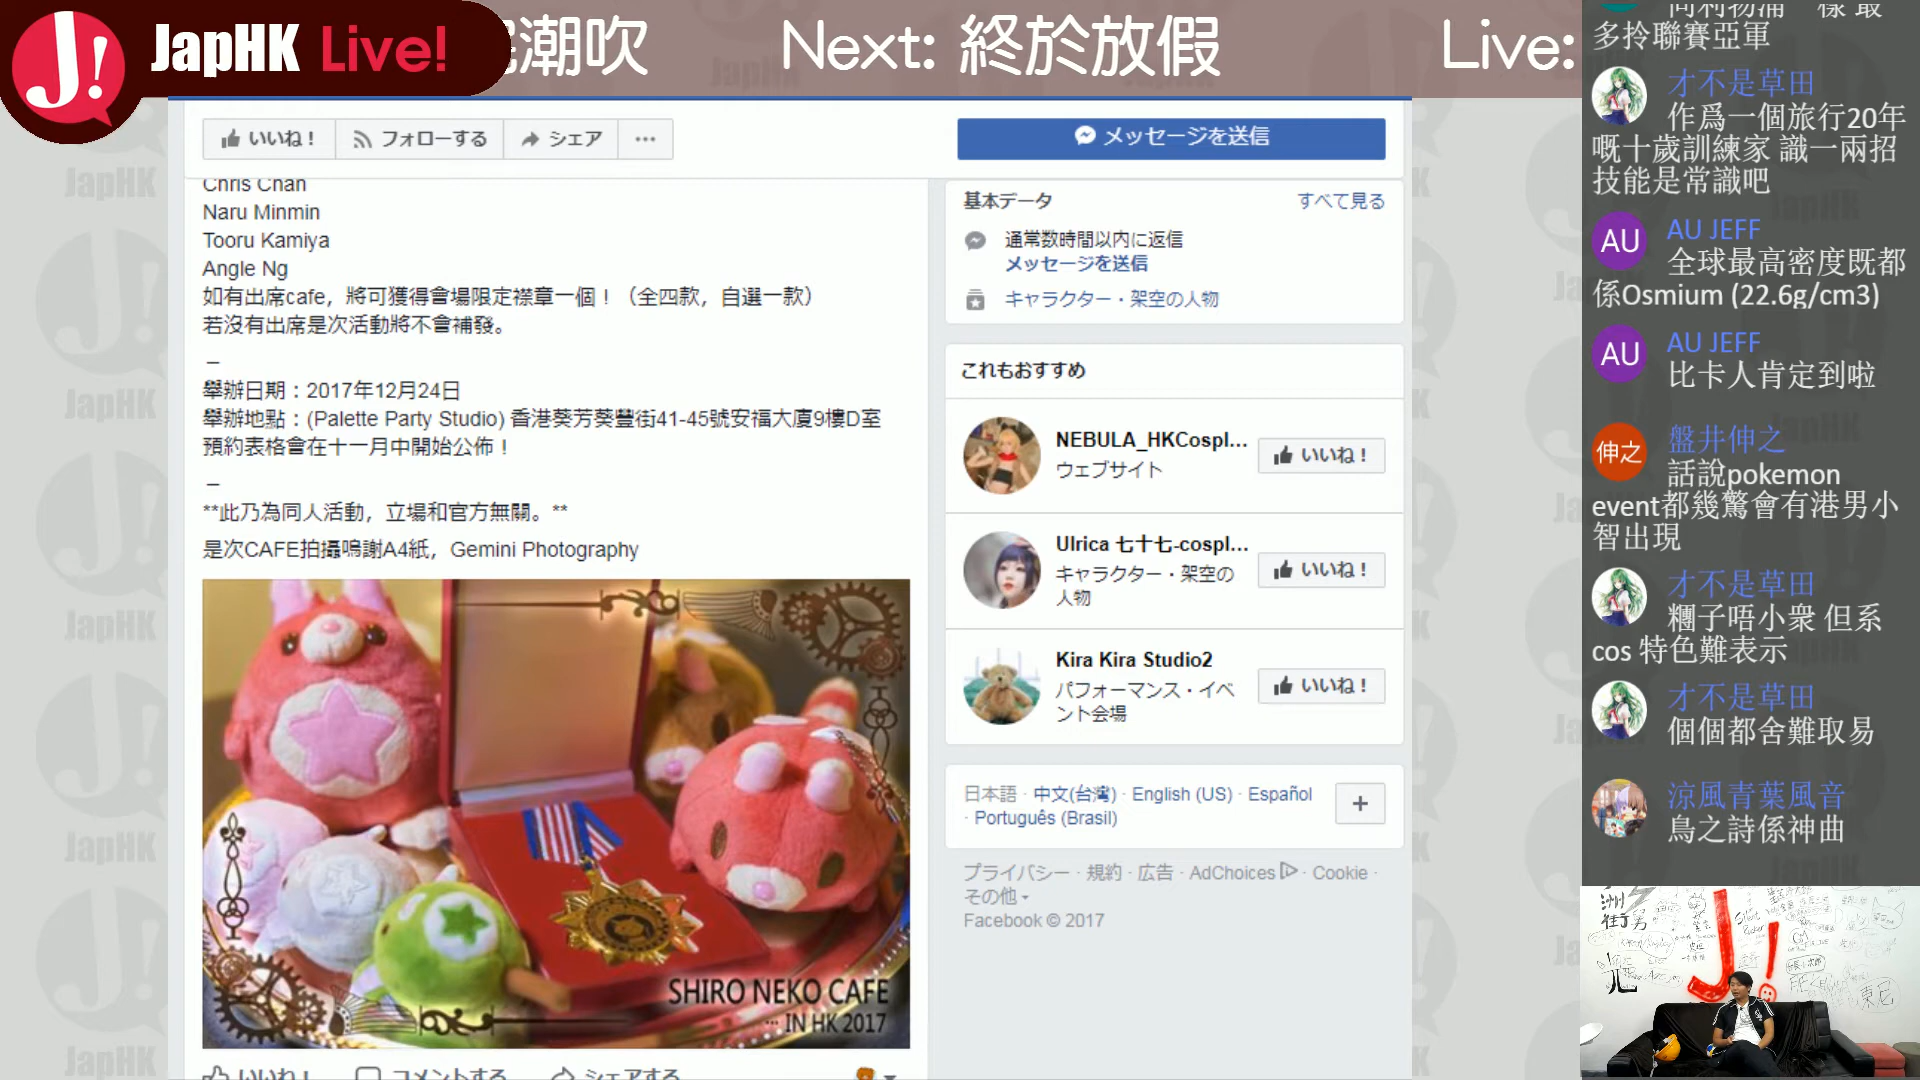 JapHK Live!
潮吹
Next: 終於放假
Live:
いいね！
フォローする
シェア
メッセージを送信
Chris Chan
Naru Minmin
Tooru Kamiya
Angle Ng
如有出席cafe，將可獲得會場限定襟章一個！（全四款，自選一款）
若沒有出席是次活動將不會補發。
–
舉辦日期：2017年12月24日
舉辦地點：(Palette Party Studio) 香港葵芳葵豐街41-45號安福大廈9樓D室
預約表格會在十一月中開始公佈！
–
**此乃為同人活動，立場和官方無關。**
是次CAFE拍攝嗚謝A4紙，Gemini Photography
SHIRO NEKO CAFE
IN HK 2017
いいね！
コメントする
シェアする
基本データ
すべて見る
通常数時間以内に返信
メッセージを送信
キャラクター・架空の人物
これもおすすめ
NEBULA_HKCospl...
ウェブサイト
いいね！
Ulrica 七十七-cospl...
キャラクター・架空の
人物
いいね！
Kira Kira Studio2
パフォーマンス・イベ
ント会場
いいね！
日本語 · 中文(台灣) · English (US) · Español
· Português (Brasil)
プライバシー · 規約 · 広告 · AdChoices · Cookie ·
その他
Facebook © 2017
多拎聯賽亞軍
才不是草田
作爲一個旅行20年
嘅十歲訓練家 識一兩招
技能是常識吧
AU
AU JEFF
全球最高密度既都
係Osmium (22.6g/cm3)
AU
AU JEFF
比卡人肯定到啦
伸之
盤井伸之
話說pokemon
event都幾驚會有港男小
智出現
才不是草田
糰子唔小衆 但系
cos 特色難表示
才不是草田
個個都舍難取易
涼風青葉風音
鳥之詩係神曲
JapHK
J!